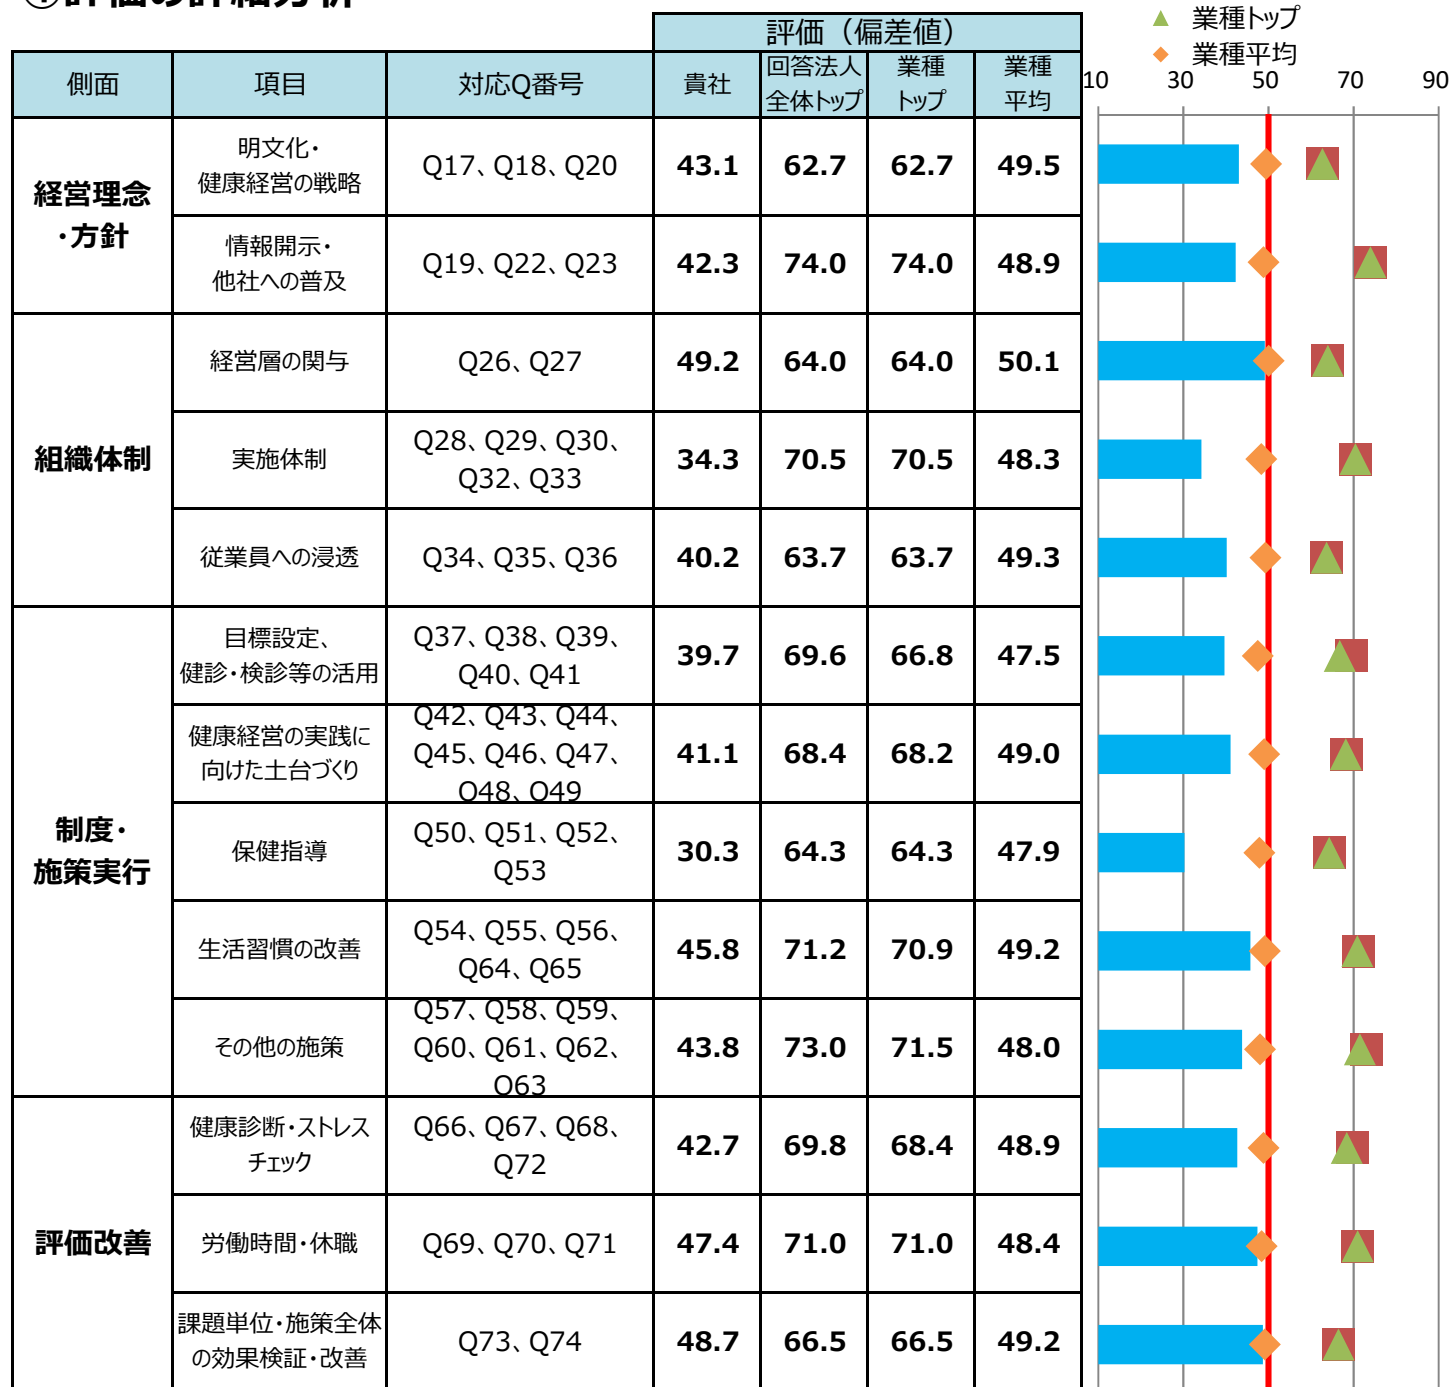 ①評価の詳細分析
▲ 業種トップ
◆ 業種平均
評価（偏差値）
側面 項目 対応Q番号 貴社 回答法人全体トップ 業種トップ 業種平均
10 30 50 70 90
経営理念・方針
明文化・健康経営の戦略 Q17、Q18、Q20 43.1 62.7 62.7 49.5
情報開示・他社への普及 Q19、Q22、Q23 42.3 74.0 74.0 48.9
組織体制
経営層の関与 Q26、Q27 49.2 64.0 64.0 50.1
実施体制 Q28、Q29、Q30、Q32、Q33 34.3 70.5 70.5 48.3
従業員への浸透 Q34、Q35、Q36 40.2 63.7 63.7 49.3
制度・施策実行
目標設定、健診・検診等の活用 Q37、Q38、Q39、Q40、Q41 39.7 69.6 66.8 47.5
健康経営の実践に向けた土台づくり Q42、Q43、Q44、Q45、Q46、Q47、Q48、Q49 41.1 68.4 68.2 49.0
保健指導 Q50、Q51、Q52、Q53 30.3 64.3 64.3 47.9
生活習慣の改善 Q54、Q55、Q56、Q64、Q65 45.8 71.2 70.9 49.2
その他の施策 Q57、Q58、Q59、Q60、Q61、Q62、Q63 43.8 73.0 71.5 48.0
評価改善
健康診断・ストレスチェック Q66、Q67、Q68、Q72 42.7 69.8 68.4 48.9
労働時間・休職 Q69、Q70、Q71 47.4 71.0 71.0 48.4
課題単位・施策全体の効果検証・改善 Q73、Q74 48.7 66.5 66.5 49.2